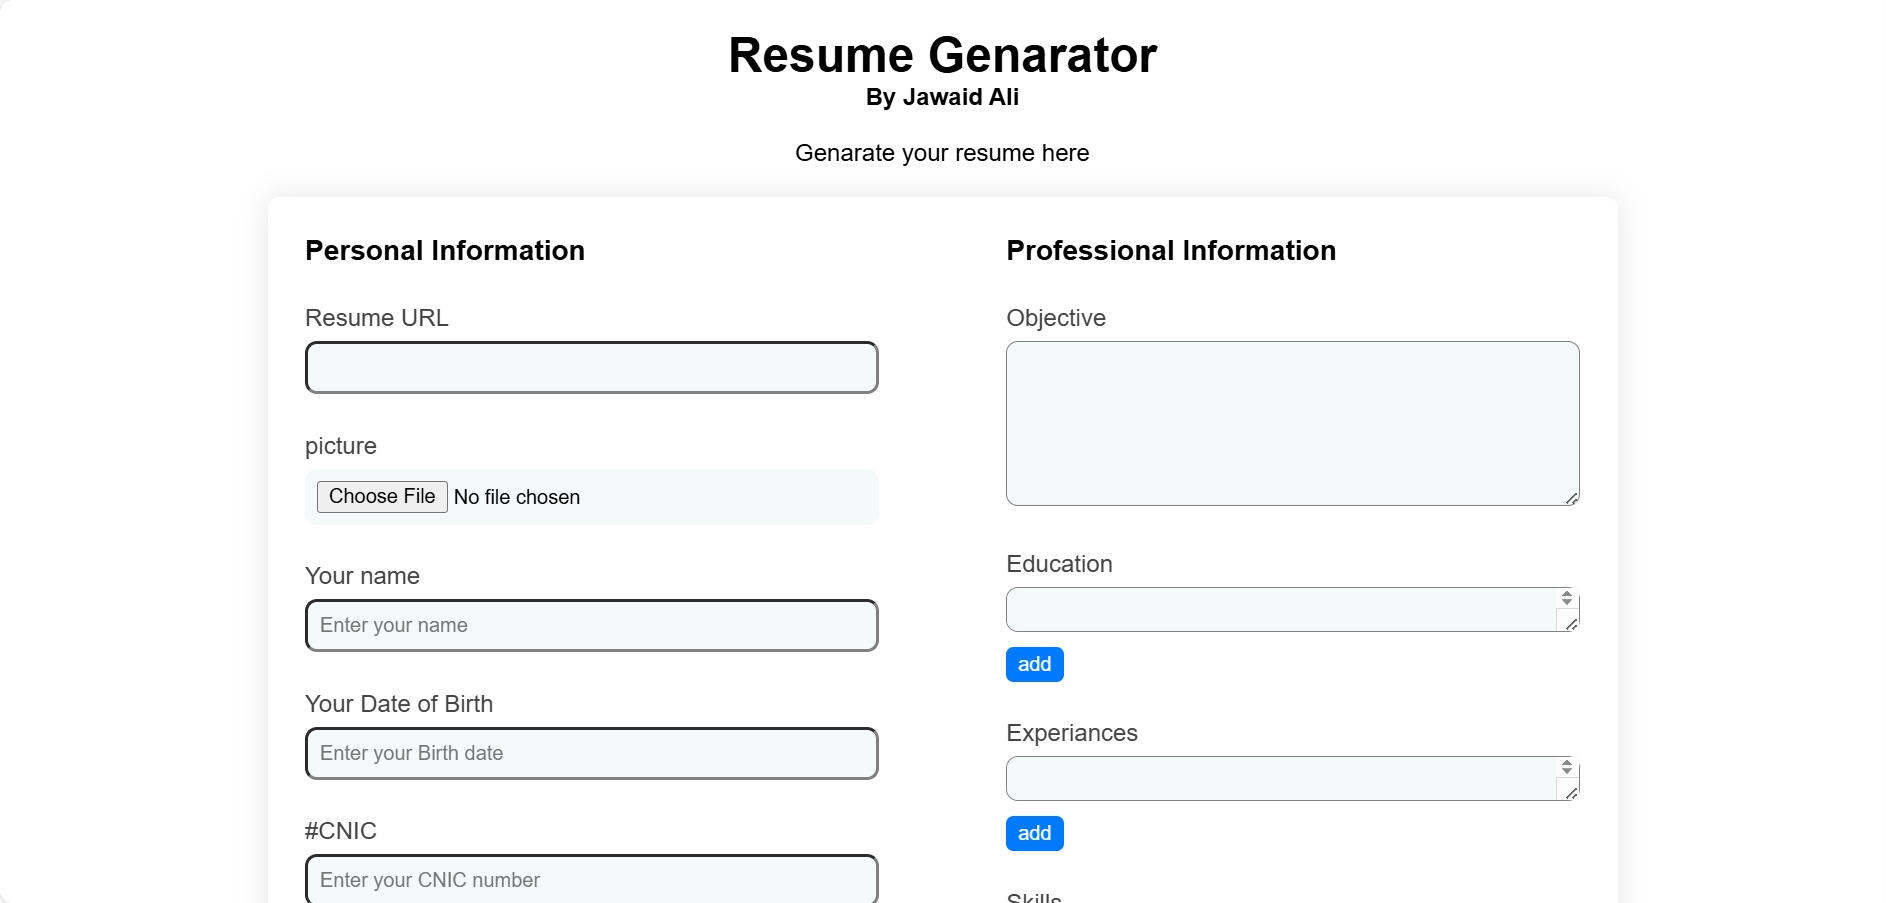 Resume Genarator
By Jawaid Ali
Genarate your resume here
Personal Information
Resume URL
picture
Choose File No file chosen
Your name
Enter your name
Your Date of Birth
Enter your Birth date
#CNIC
Enter your CNIC number
Professional Information
Objective
Education
add
Experiances
add
Skills